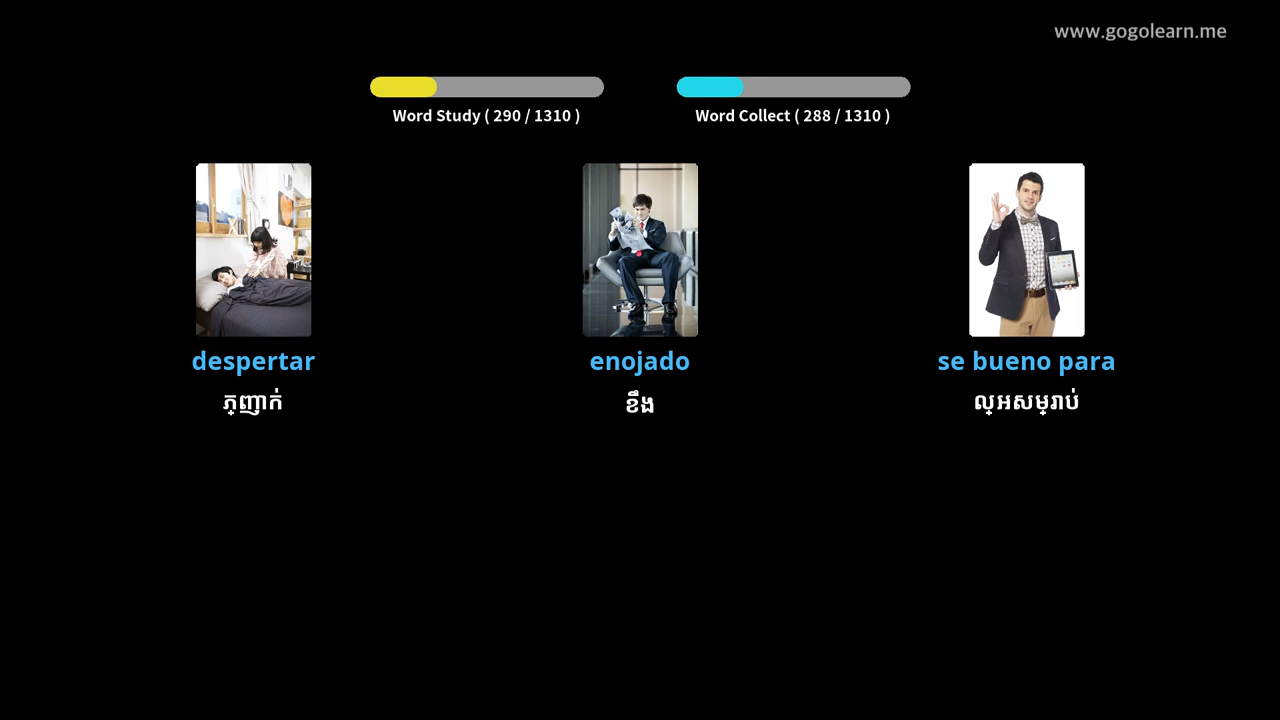 www.gogolearn.me
Word Study ( 290 / 1310 )
Word Collect ( 288 / 1310 )
despertar
ភ្ញាក់
enojado
ខឹង
se bueno para
ល្អសម្រាប់